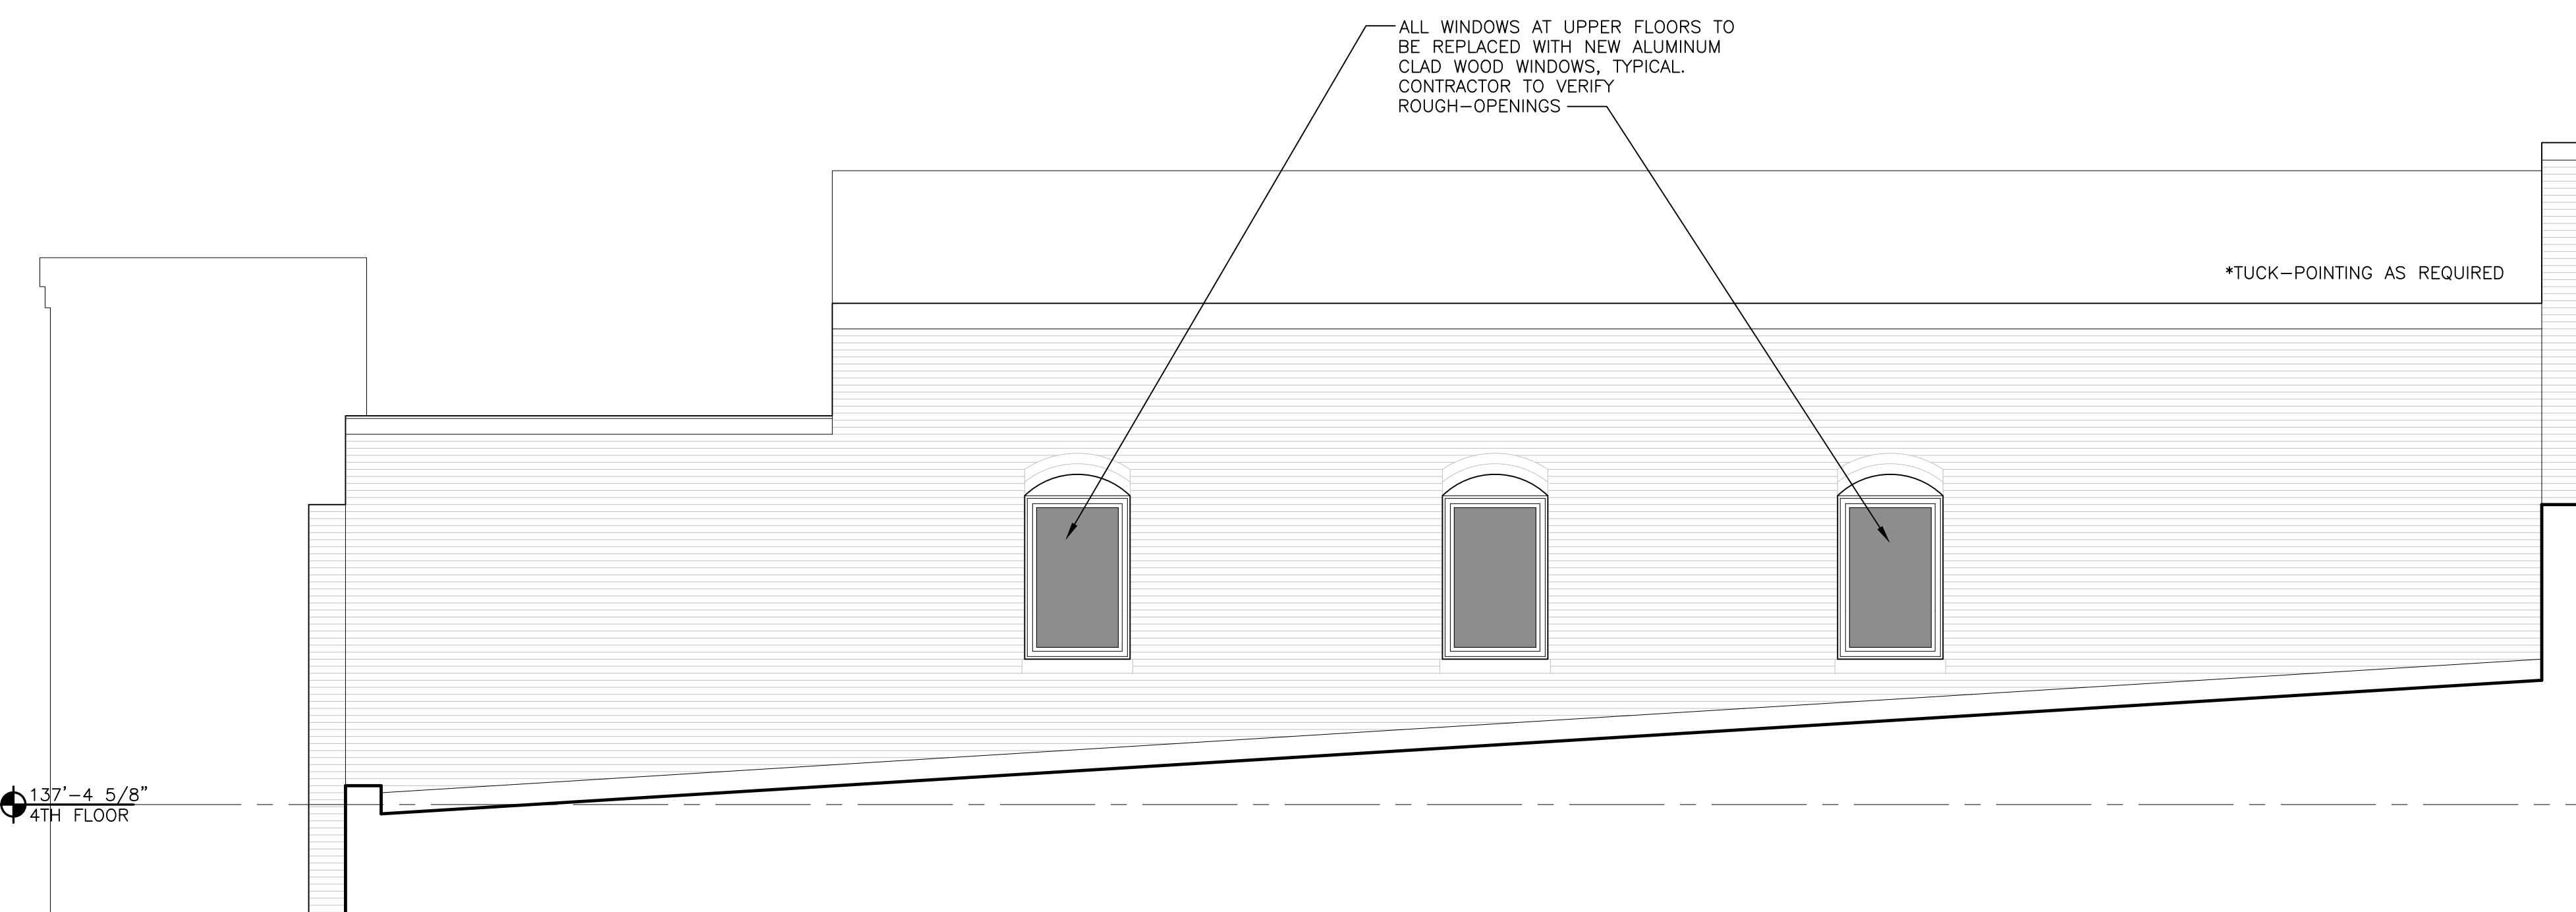 ALL WINDOWS AT UPPER FLOORS TO
BE REPLACED WITH NEW ALUMINUM
CLAD WOOD WINDOWS, TYPICAL.
CONTRACTOR TO VERIFY
ROUGH-OPENINGS
*TUCK-POINTING AS REQUIRED
137'-4 5/8"
4TH FLOOR